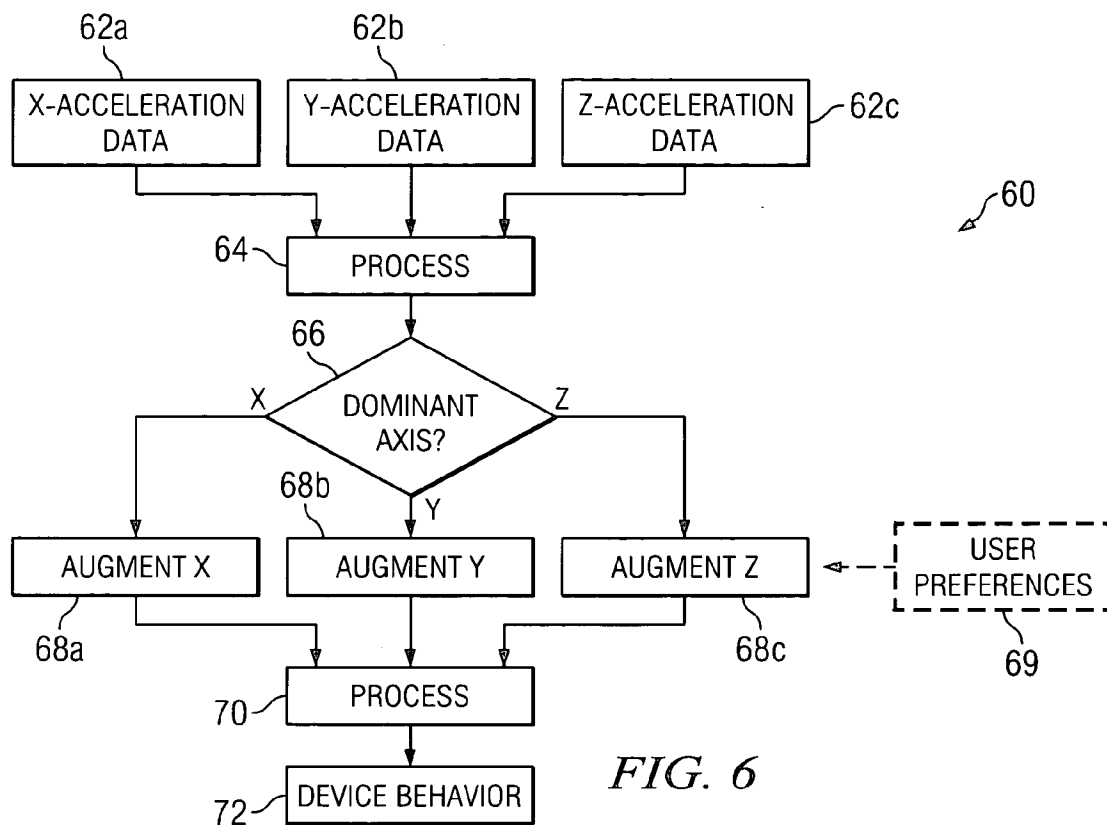 62a
62b
X-ACCELERATION
DATA
Y-ACCELERATION
DATA
Z-ACCELERATION
DATA
62c
60
64
PROCESS
66
X
DOMINANT
AXIS?
Z
Y
68b
AUGMENT X
AUGMENT Y
AUGMENT Z
USER
PREFERENCES
68a
68c
69
70
PROCESS
72
DEVICE BEHAVIOR
FIG. 6